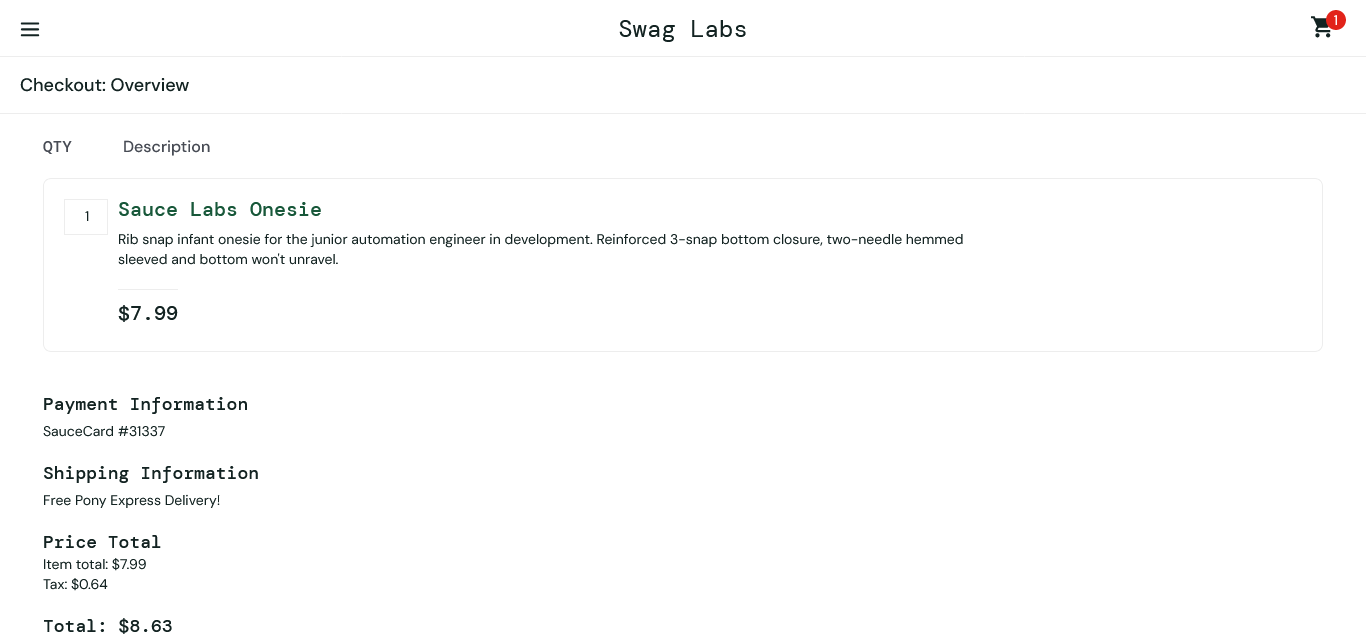 Swag Labs
1
Checkout: Overview
QTY Description
1
Sauce Labs Onesie
Rib snap infant onesie for the junior automation engineer in development. Reinforced 3-snap bottom closure, two-needle hemmed
sleeved and bottom won't unravel.
$7.99
Payment Information
SauceCard #31337
Shipping Information
Free Pony Express Delivery!
Price Total
Item total: $7.99
Tax: $0.64
Total: $8.63